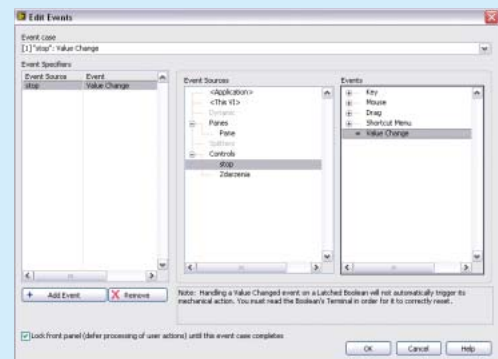 Edit Events
Event case
[1] "stop": Value Change
Event Specifiers
Event Source Event
stop Value Change
Event Sources
<Application>
<This VI>
Dynamic
Panes
Pane
Splitters
Controls
stop
Zdarzenia
Events
Key
Mouse
Drag
Shortcut Menu
Value Change
+ Add Event
X Remove
Note: Handling a Value Changed event on a Latched Boolean will not automatically trigger its
mechanical action. You must read the Boolean's Terminal in order for it to correctly reset.
Lock front panel (defer processing of user actions) until this event case completes
OK Cancel Help